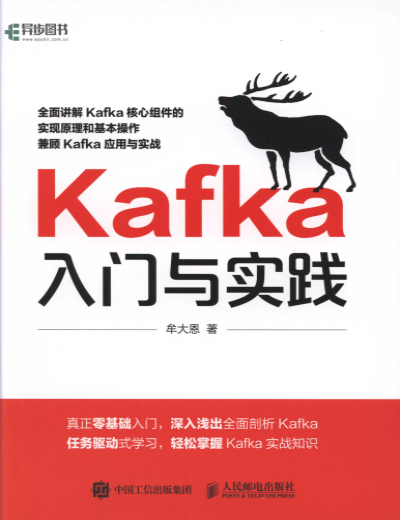 异步图书
www.epubit.com.cn
全面讲解 Kafka 核心组件的
实现原理和基本操作
兼顾 Kafka 应用与实战
Kafka
入门与实践
牟大恩 著
真正零基础入门，深入浅出全面剖析 Kafka
任务驱动式学习，轻松掌握 Kafka 实战知识
中国工信出版集团
人民邮电出版社
POSTS & TELECOM PRESS